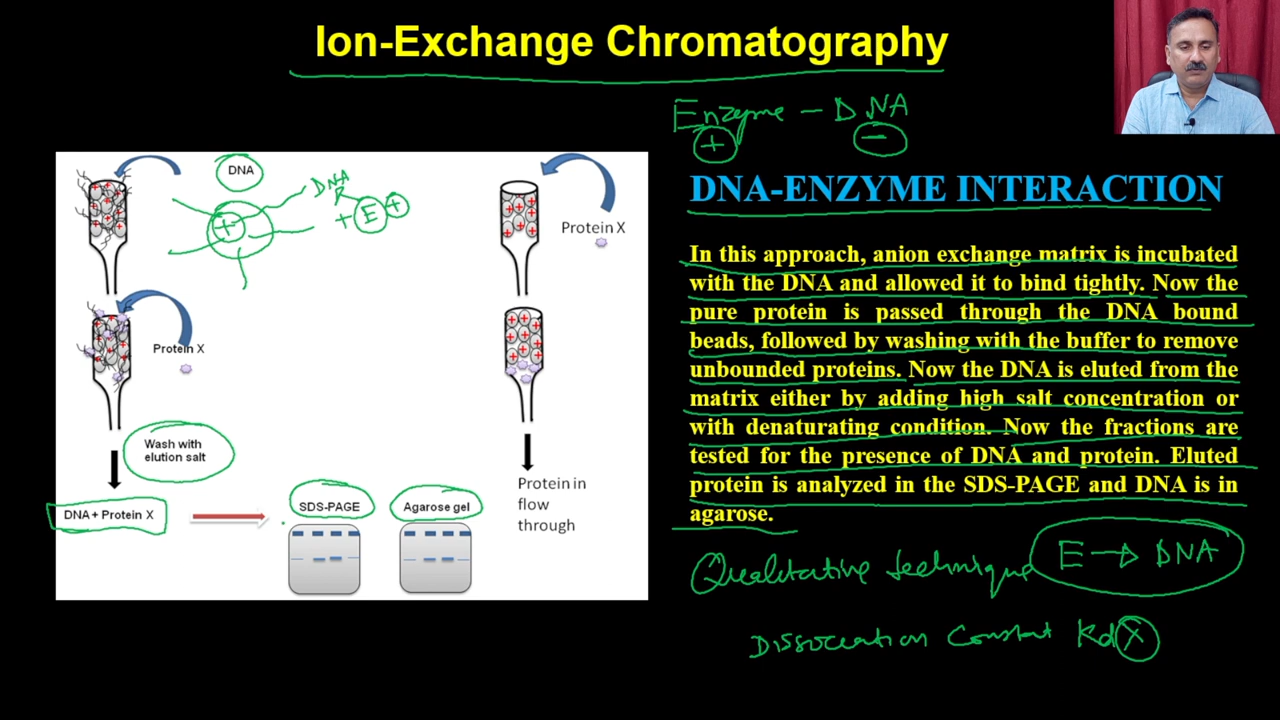 Ion-Exchange Chromatography
Enzyme - DNA
+ -
DNA-ENZYME INTERACTION
In this approach, anion exchange matrix is incubated
with the DNA and allowed it to bind tightly. Now the
pure protein is passed through the DNA bound
beads, followed by washing with the buffer to remove
unbounded proteins. Now the DNA is eluted from the
matrix either by adding high salt concentration or
with denaturating condition. Now the fractions are
tested for the presence of DNA and protein. Eluted
protein is analyzed in the SDS-PAGE and DNA is in
agarose.
Qualitative technique E → DNA
Dissociation Constant Kd X
DNA
DNA
+ + E +
Protein X
Protein X
Wash with
elution salt
DNA + Protein X
SDS-PAGE
Agarose gel
Protein in
flow
through